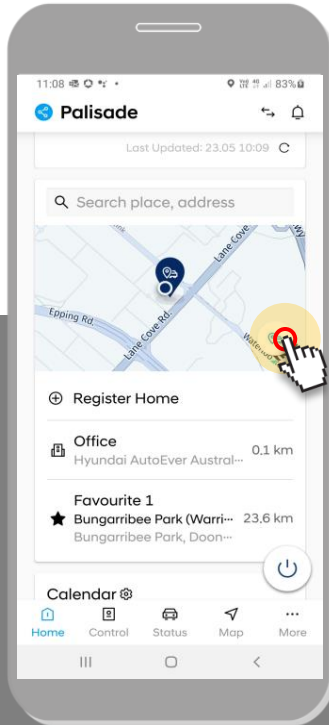 11:08
83%
Palisade
Last Updated: 23.05 10:09
Search place, address
Lane Cove
Epping Rd.
Lane Cove Rd.
Register Home
Office
Hyundai AutoEver Austral···
0.1 km
Favourite 1
Bungarribee Park (Warri··· 23.6 km
Bungarribee Park, Doon···
Calendar
Home Control Status Map More